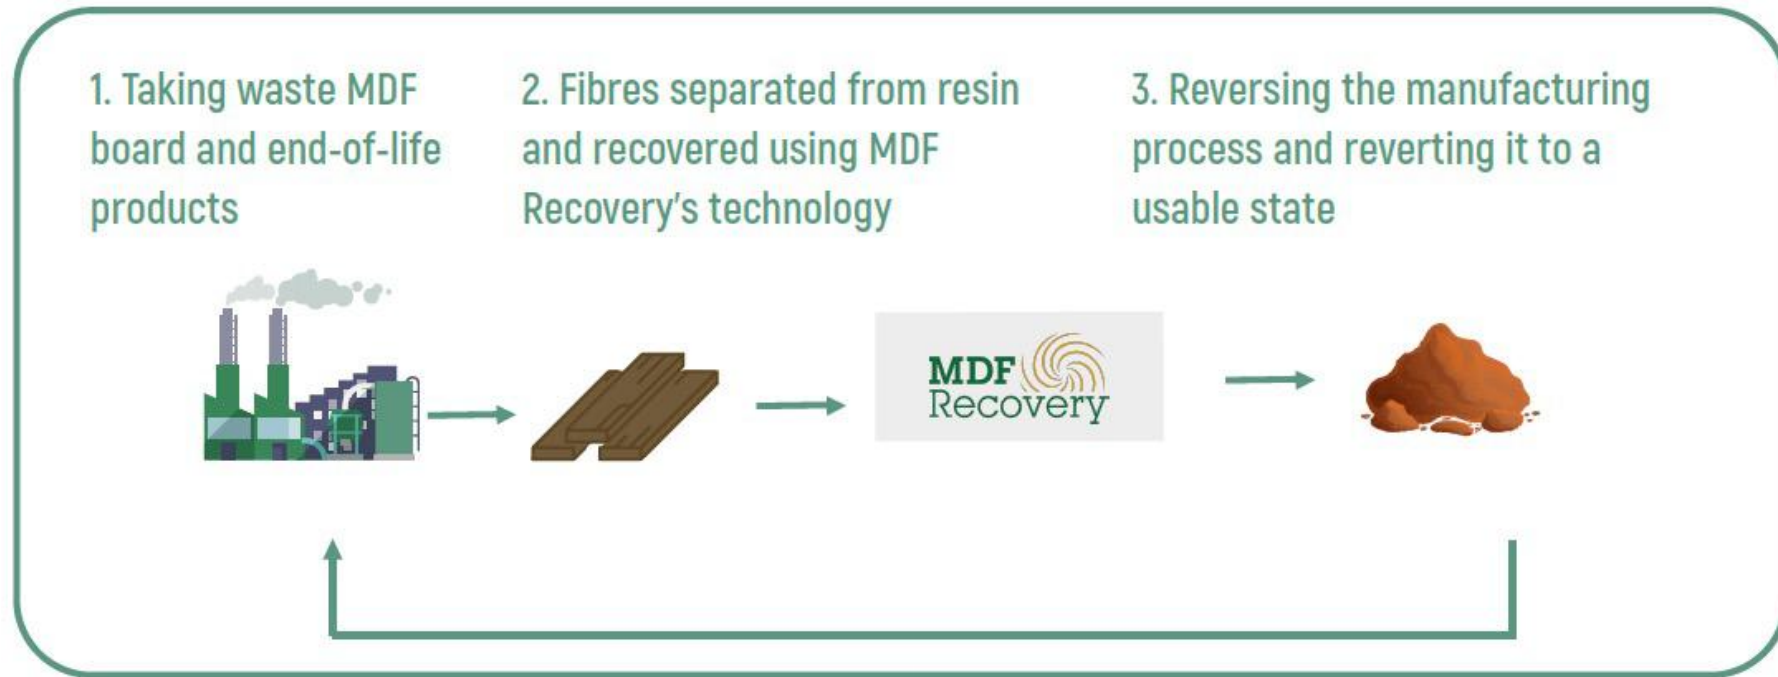 1. Taking waste MDF
board and end-of-life
products
2. Fibres separated from resin
and recovered using MDF
Recovery's technology
3. Reversing the manufacturing
process and reverting it to a
usable state
MDF
Recovery